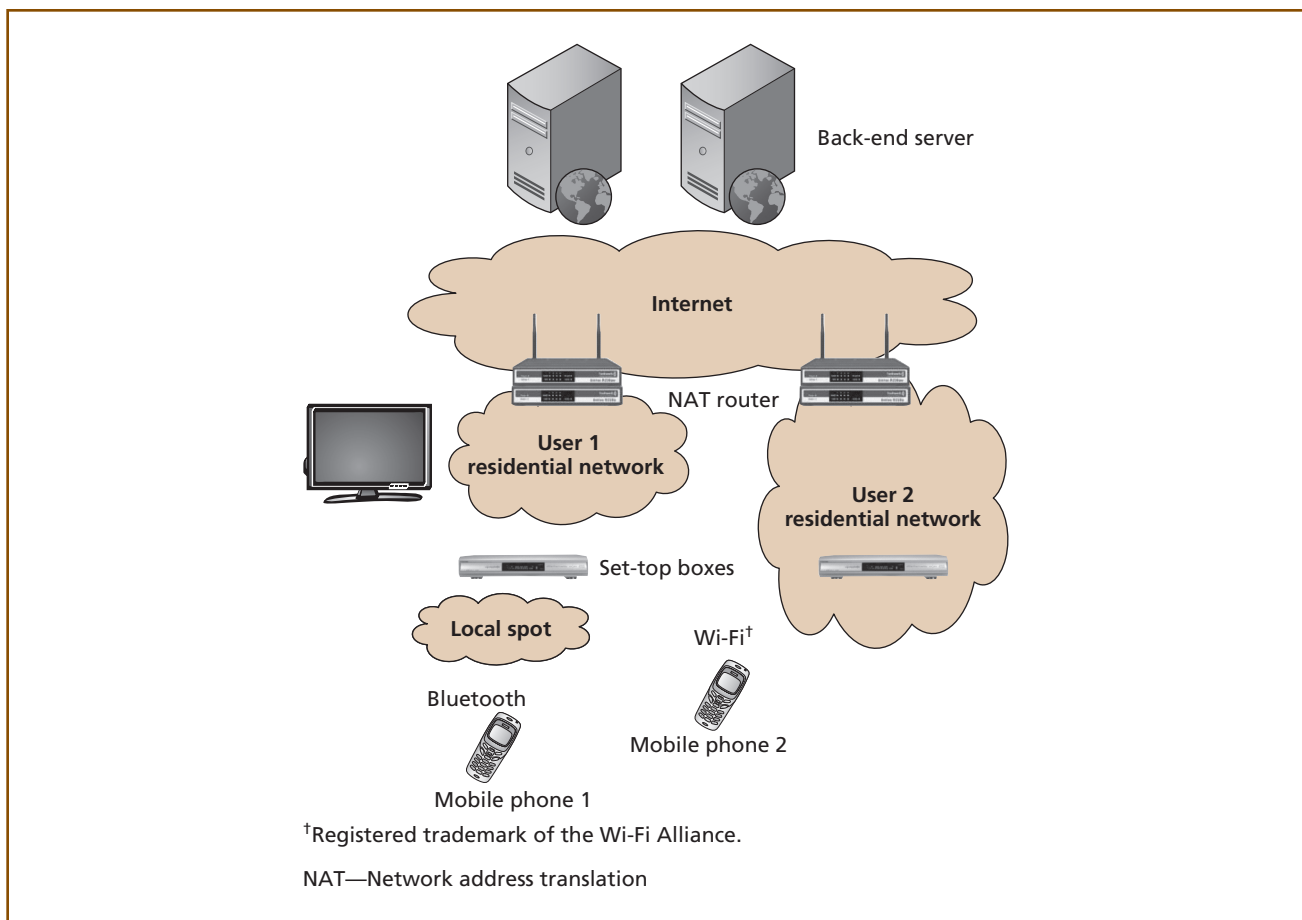 Back-end server
Internet
NAT router
User 1
residential network
User 2
residential network
Set-top boxes
Local spot
Wi-Fi†
Bluetooth
Mobile phone 2
Mobile phone 1
†Registered trademark of the Wi-Fi Alliance.
NAT—Network address translation